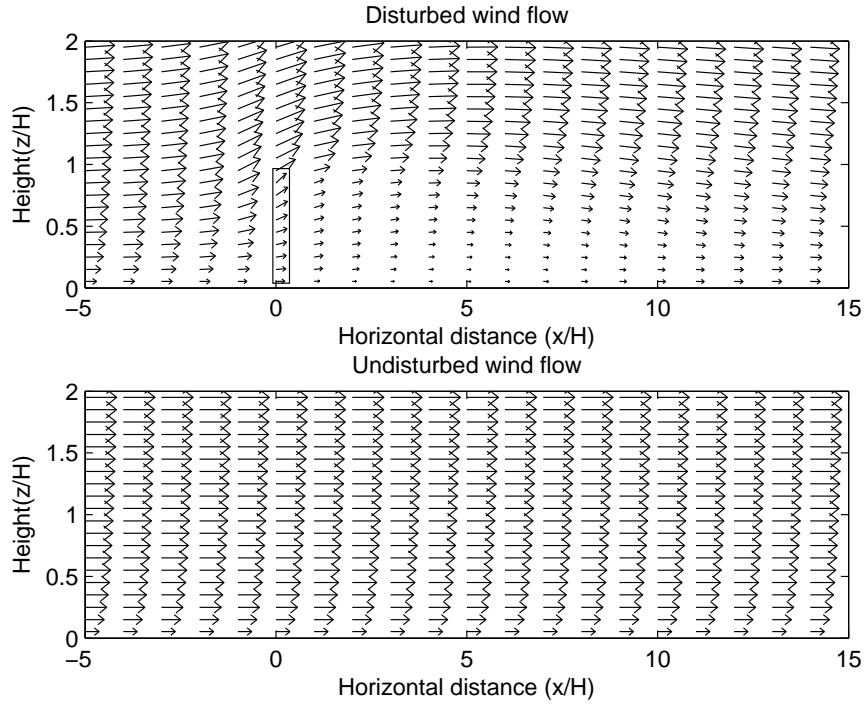 Disturbed wind flow
2
1.5
1
0.5
0
Height(z/H)
−5 0 5 10 15
Horizontal distance (x/H)
Undisturbed wind flow
2
1.5
1
0.5
0
Height(z/H)
−5 0 5 10 15
Horizontal distance (x/H)